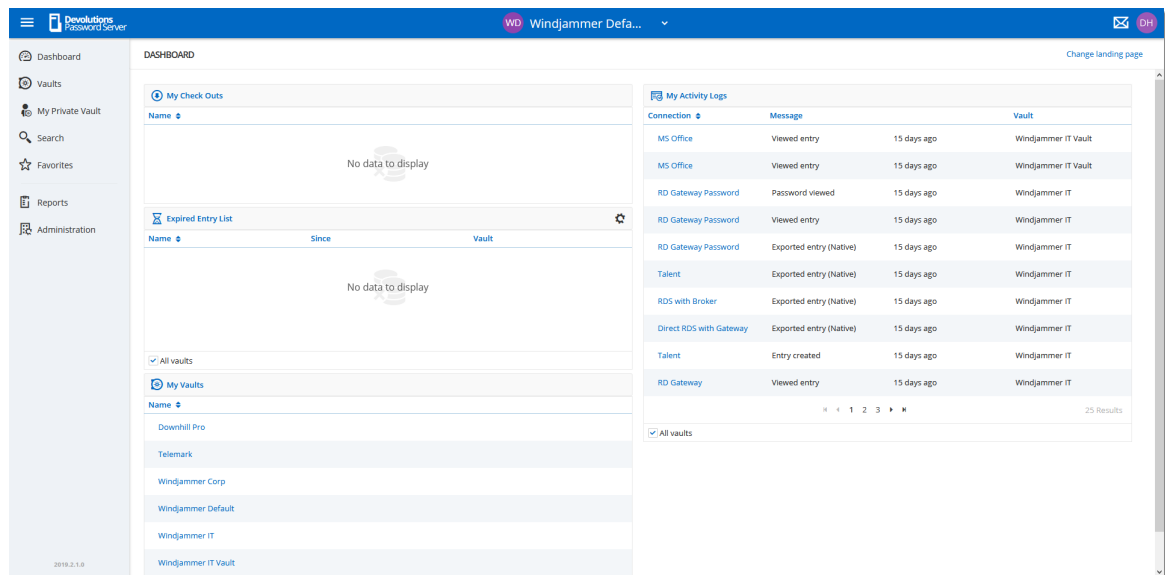 Devolutions
Password Server
WD Windjammer Defa...
DH
Dashboard
Vaults
My Private Vault
Search
Favorites
Reports
Administration
2019.2.1.0
DASHBOARD
Change landing page
My Check Outs
Name
No data to display
Expired Entry List
Name Since Vault
No data to display
All vaults
My Vaults
Name
Downhill Pro
Telemark
Windjammer Corp
Windjammer Default
Windjammer IT
Windjammer IT Vault
My Activity Logs
Connection Message Vault
MS Office Viewed entry 15 days ago Windjammer IT Vault
MS Office Viewed entry 15 days ago Windjammer IT Vault
RD Gateway Password Password viewed 15 days ago Windjammer IT
RD Gateway Password Viewed entry 15 days ago Windjammer IT
RD Gateway Password Exported entry (Native) 15 days ago Windjammer IT
Talent Exported entry (Native) 15 days ago Windjammer IT
RDS with Broker Exported entry (Native) 15 days ago Windjammer IT
Direct RDS with Gateway Exported entry (Native) 15 days ago Windjammer IT
Talent Entry created 15 days ago Windjammer IT
RD Gateway Viewed entry 15 days ago Windjammer IT
1 2 3 25 Results
All vaults